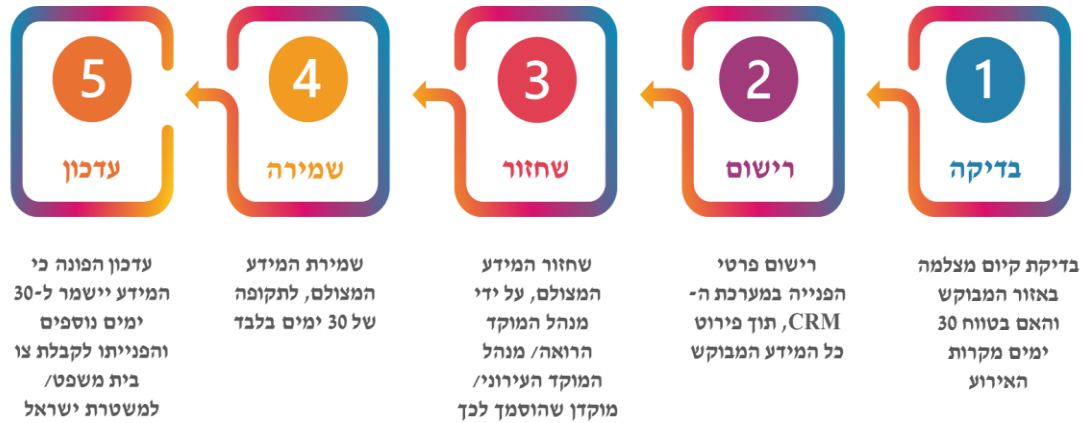 1
בדיקה
בדיקת קיום מצלמה
באזור המבוקש
והאם בטווח 30
ימים מקרות
האירוע
2
רישום
רישום פרטי
הפנייה במערכת ה-
CRM, תוך פירוט
כל המידע המבוקש
3
שחזור
שחזור המידע
המצולם, על ידי
מנהל המוקד
הרואה/ מנהל
המוקד העירוני/
מוקדן שהוסמך לכך
4
שמירה
שמירת המידע
המצולם, לתקופה
של 30 ימים בלבד
5
עדכון
עדכון הפונה כי
המידע יישמר ל-30
ימים נוספים
והפנייתו לקבלת צו
בית משפט/
למשטרת ישראל